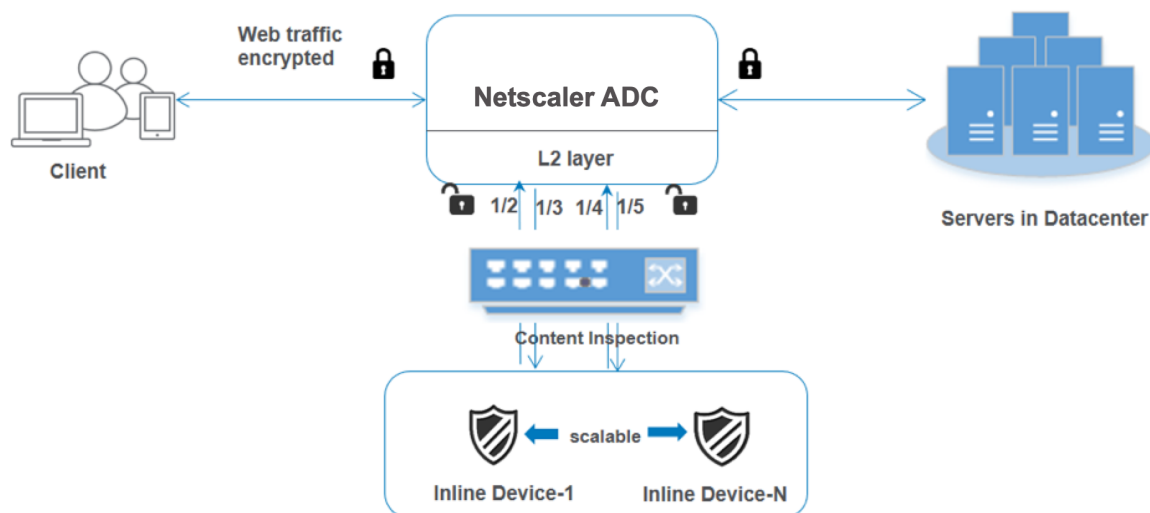 Web traffic
encrypted
Netscaler ADC
L2 layer
Client
1/2 1/3 1/4 1/5
Servers in Datacenter
Content Inspection
scalable
Inline Device-1
Inline Device-N